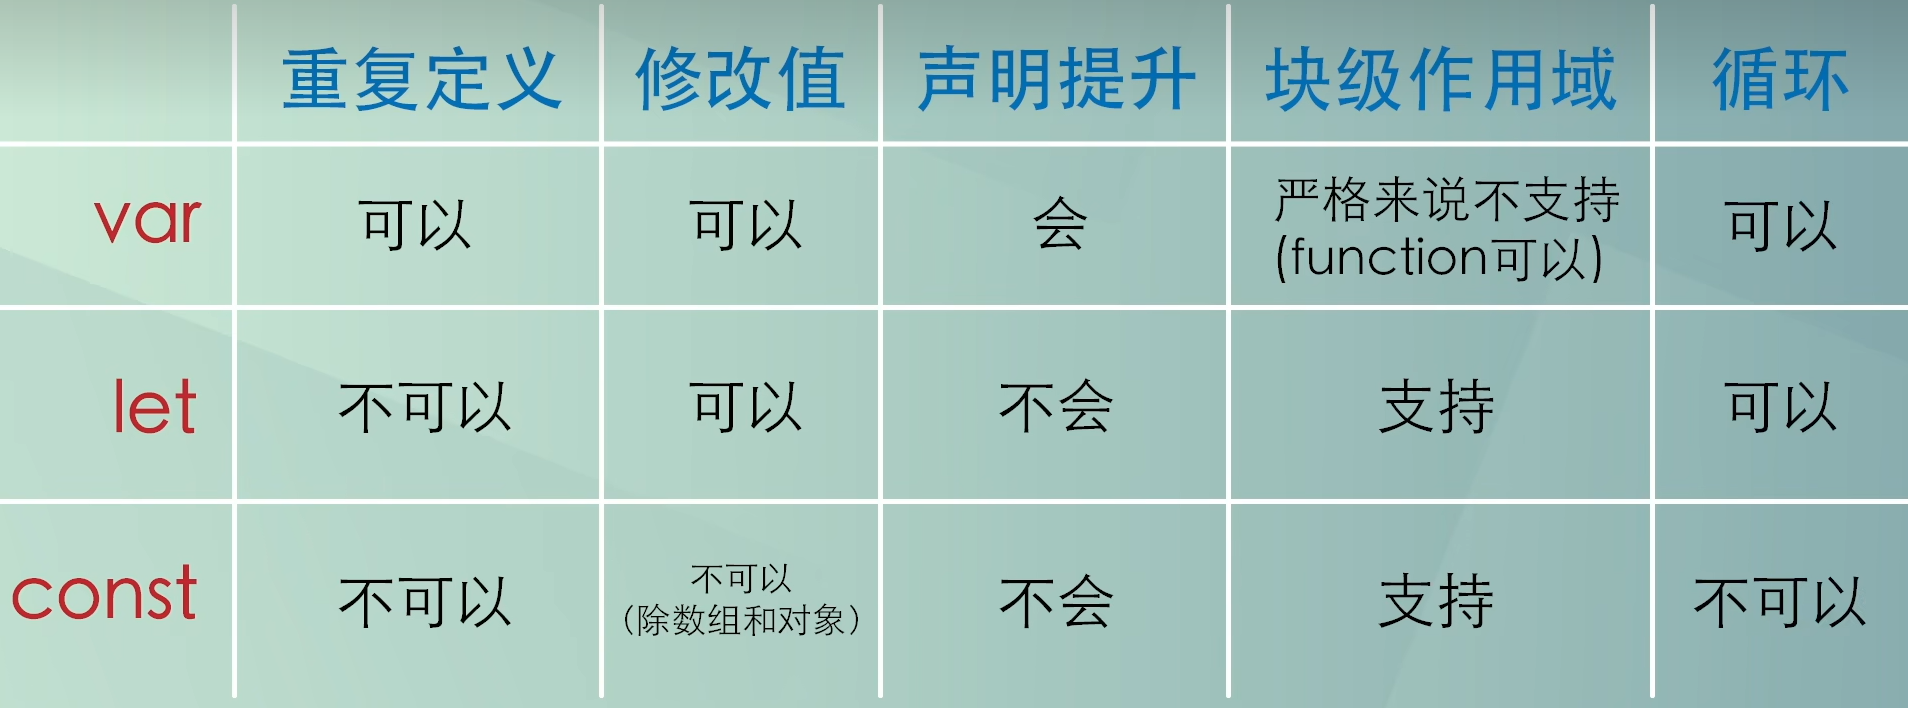 重复定义 修改值 声明提升 块级作用域 循环
var 可以 可以 会 严格来说不支持 可以
(function可以)
let 不可以 可以 不会 支持 可以
const 不可以 不可以 不会 支持 不可以
（除数组和对象）